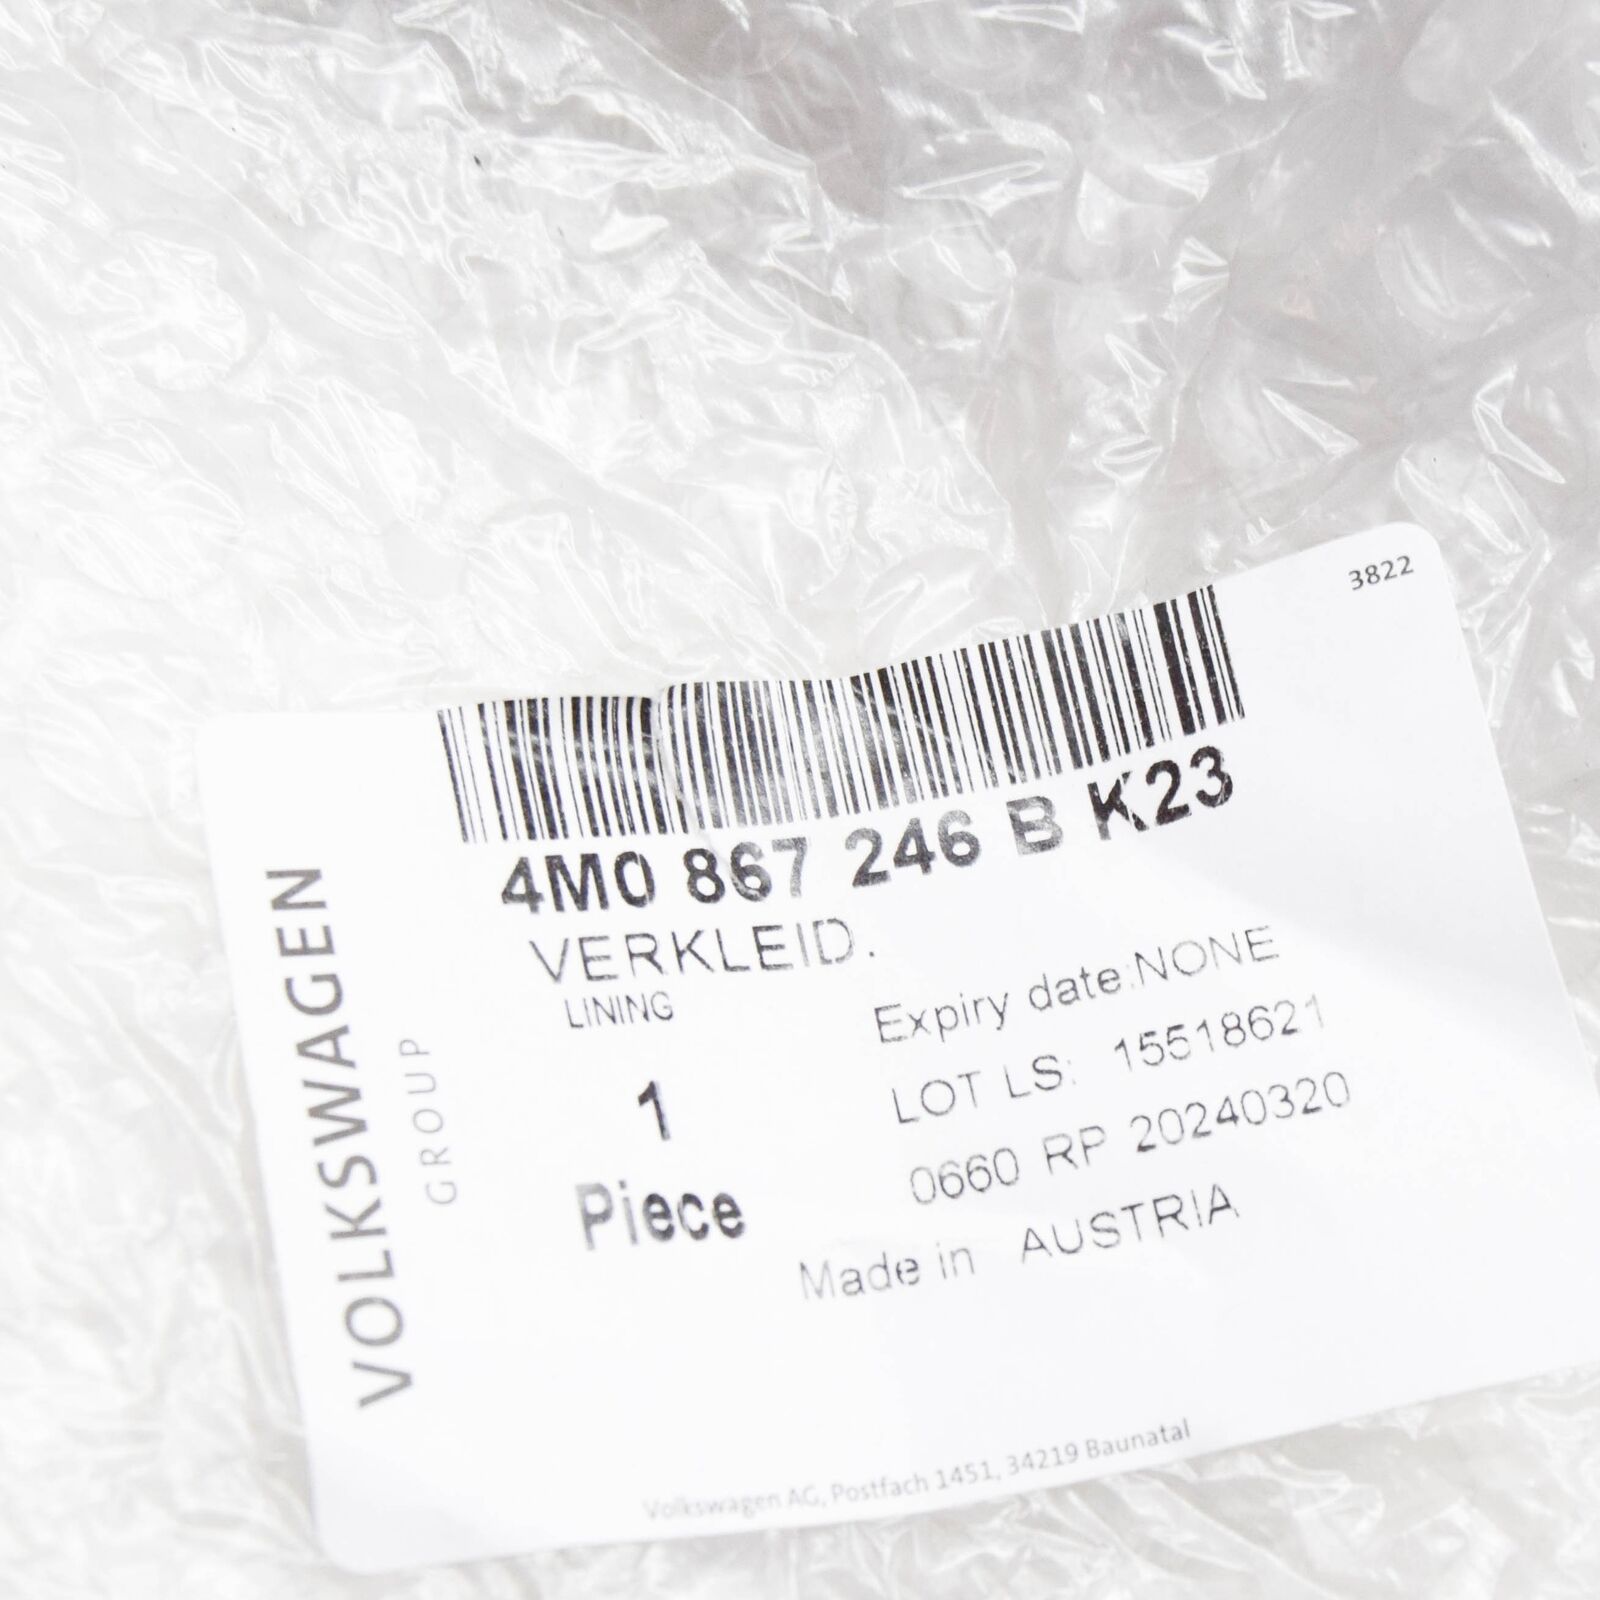 3822
4M0 867 246 B K23
VERKLEID.
LINING
1
Piece
Expiry date:NONE
LOT LS: 15518621
0660 RP 20240320
Made in AUSTRIA
VOLKSWAGEN
GROUP
Volkswagen AG, Postfach 1451, 34219 Baunatal